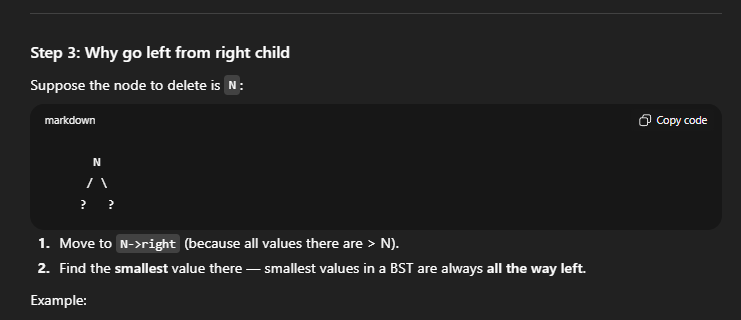 Step 3: Why go left from right child
Suppose the node to delete is N:
markdown
Copy code
N
/ \
?   ?
1. Move to N->right (because all values there are > N).
2. Find the smallest value there — smallest values in a BST are always all the way left.
Example: